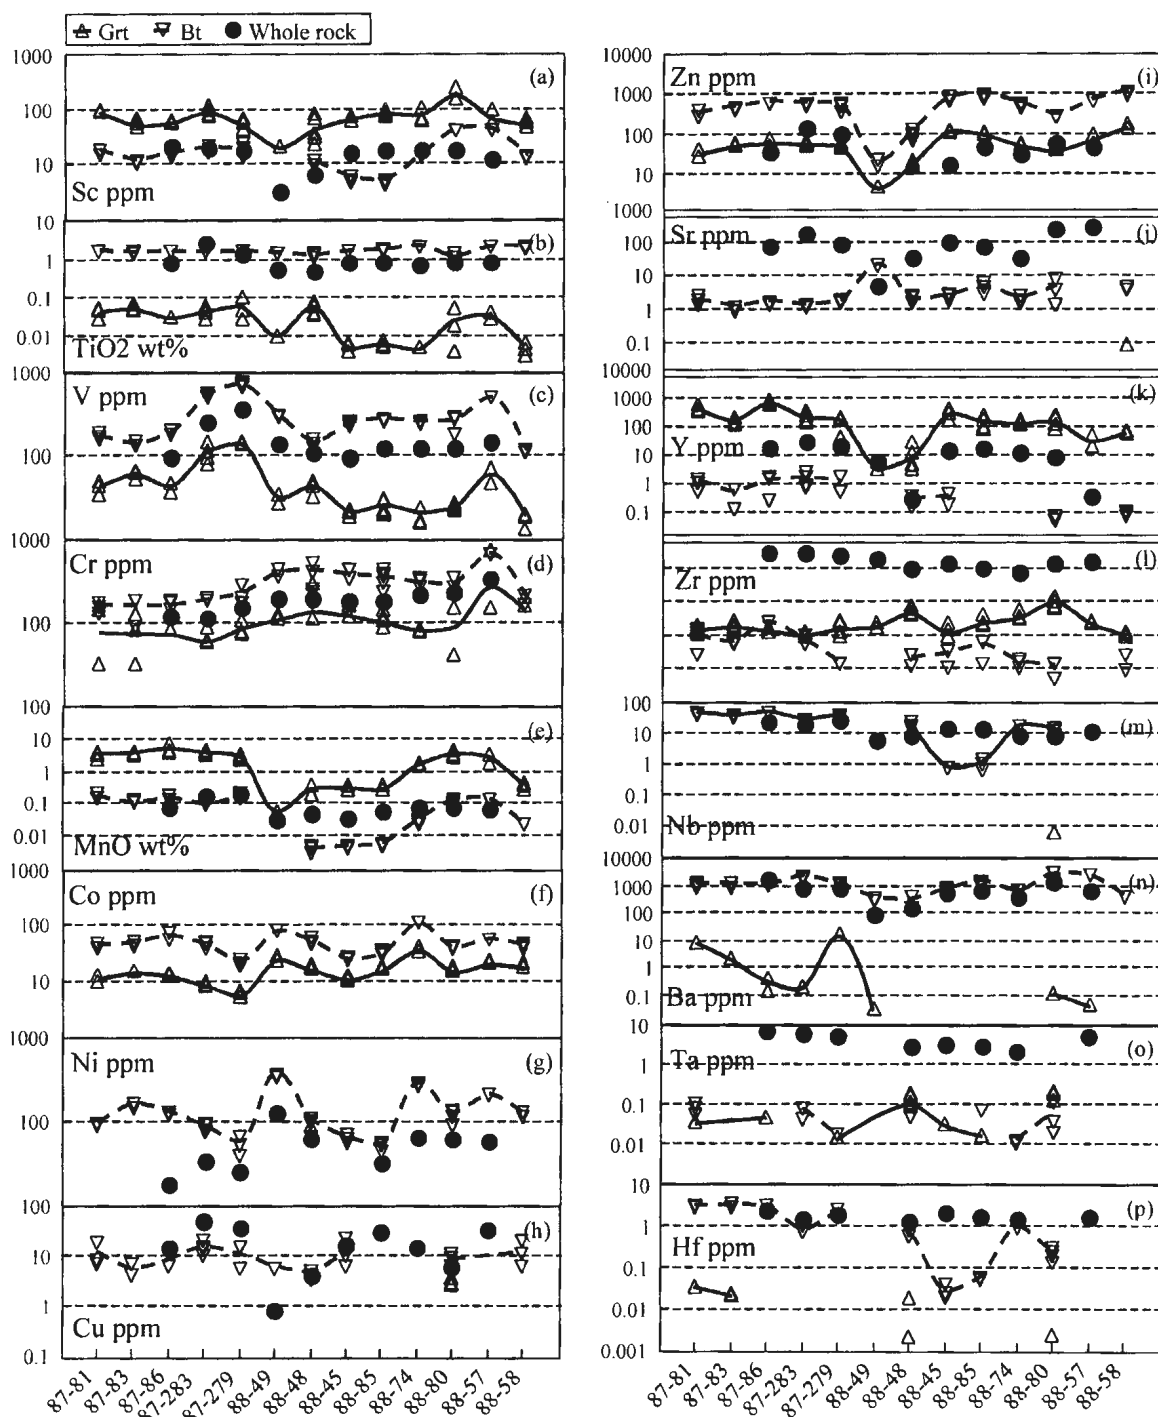 Grt Bt Whole rock
1000
(a)
100
10
Sc ppm
10
(b)
1
0.1
0.01
TiO2 wt%
1000
V ppm
(c)
100
1000
Cr ppm
(d)
100
100
(e)
10
1
0.1
0.01
MnO wt%
1000
Co ppm
(f)
100
10
1000
Ni ppm
(g)
100
100
(h)
10
1
Cu ppm
0.1
87-81
87-83
87-86
87-283
87-279
88-49
88-48
88-45
88-85
88-74
88-80
88-57
88-58
10000
Zn ppm
(i)
1000
100
10
1000
Sr ppm
(j)
100
10
1
0.1
10000
1000
(k)
100
Y ppm
10
1
0.1
Zr ppm
(l)
100
10
(m)
1
0.1
0.01
Nb ppm
10000
1000
(n)
100
10
1
Ba ppm
0.1
10
(o)
Ta ppm
1
0.1
0.01
10
(p)
1
Hf ppm
0.1
0.01
0.001
87-81
87-83
87-86
87-283
87-279
88-49
88-48
88-45
88-85
88-74
88-80
88-57
88-58